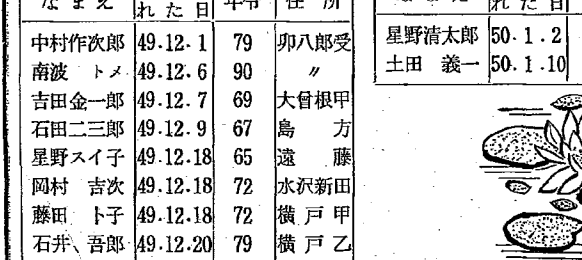 なまえ れた日 年令 住所
中村作次郎 49.12.1 79 卯八郎受
南波 トメ 49.12.6 90 〃
吉田金一郎 49.12.7 69 大曾根甲
石田二三郎 49.12.9 67 島方
星野スイ子 49.12.18 65 遠藤
岡村 吉次 49.12.18 72 水沢新田
藤田 ト子 49.12.18 72 横戸甲
石井、吾郎 49.12.20 79 横戸乙
れた日
星野清太郎 50.1.2
土田 義一 50.1.10